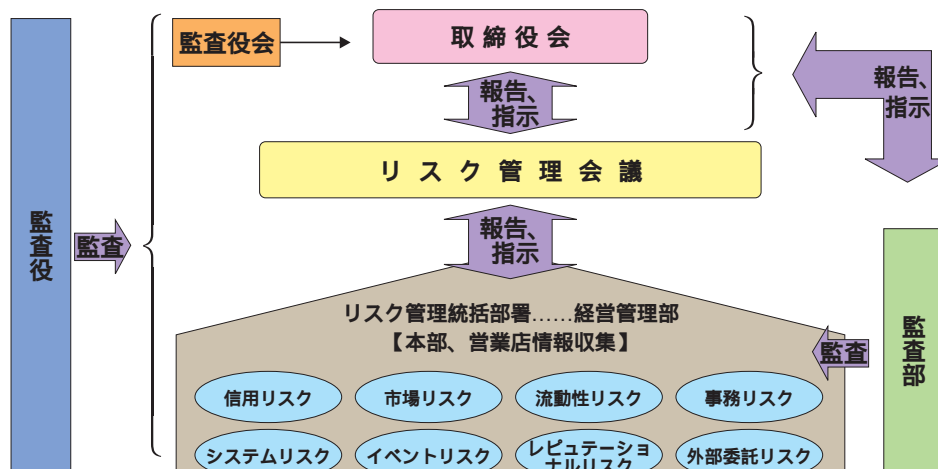 監査役会
取締役会
報告、
指示
報告、
指示
リスク管理会議
監査役
監査
報告、
指示
リスク管理統括部署……経営管理部
【本部、営業店情報収集】
監査
監査部
信用リスク
市場リスク
流動性リスク
事務リスク
システムリスク
イベントリスク
レピュテーショ
ナルリスク
外部委託リスク